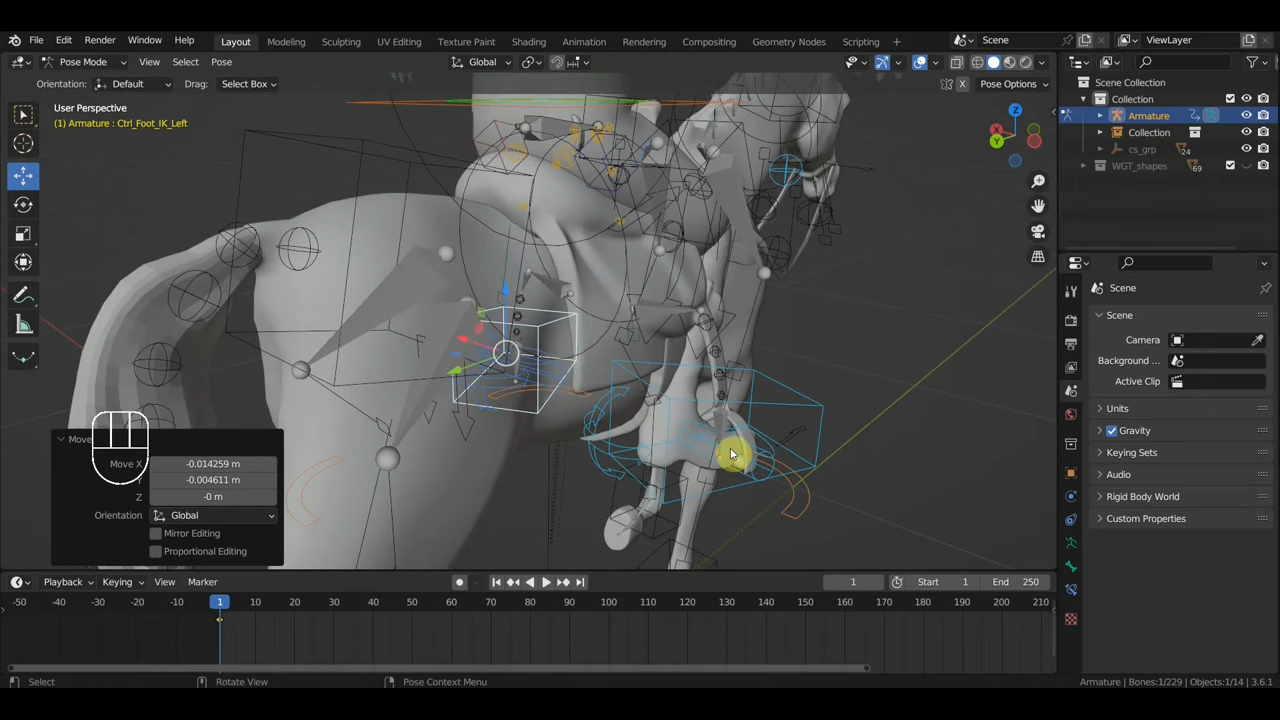 File Edit Render Window Help Layout Modeling Sculpting UV Editing Texture Paint Shading Animation Rendering Compositing Geometry Nodes Scripting + Scene ViewLayer
Pose Mode View Select Pose Global Scene Collection
Orientation: Default Drag: Select Box X Pose Options Collection
User Perspective
(1) Armature : Ctrl_Foot_IK_Left
Armature
Collection
cs_grp 24
WGT_shapes 69
Scene
Scene
Camera
Background ...
Active Clip
Units
Gravity
Keying Sets
Audio
Rigid Body World
Custom Properties
Move
Move X -0.014259 m
-0.004611 m
Z -0 m
Orientation Global
Mirror Editing
Proportional Editing
Playback Keying View Marker 1 Start 1 End 250
-50 -40 -30 -20 -10 1 10 20 30 40 50 60 70 80 90 100 110 120 130 140 150 160 170 180 190 200 210
Select Rotate View Pose Context Menu Armature | Bones:1/229 | Objects:1/14 | 3.6.1